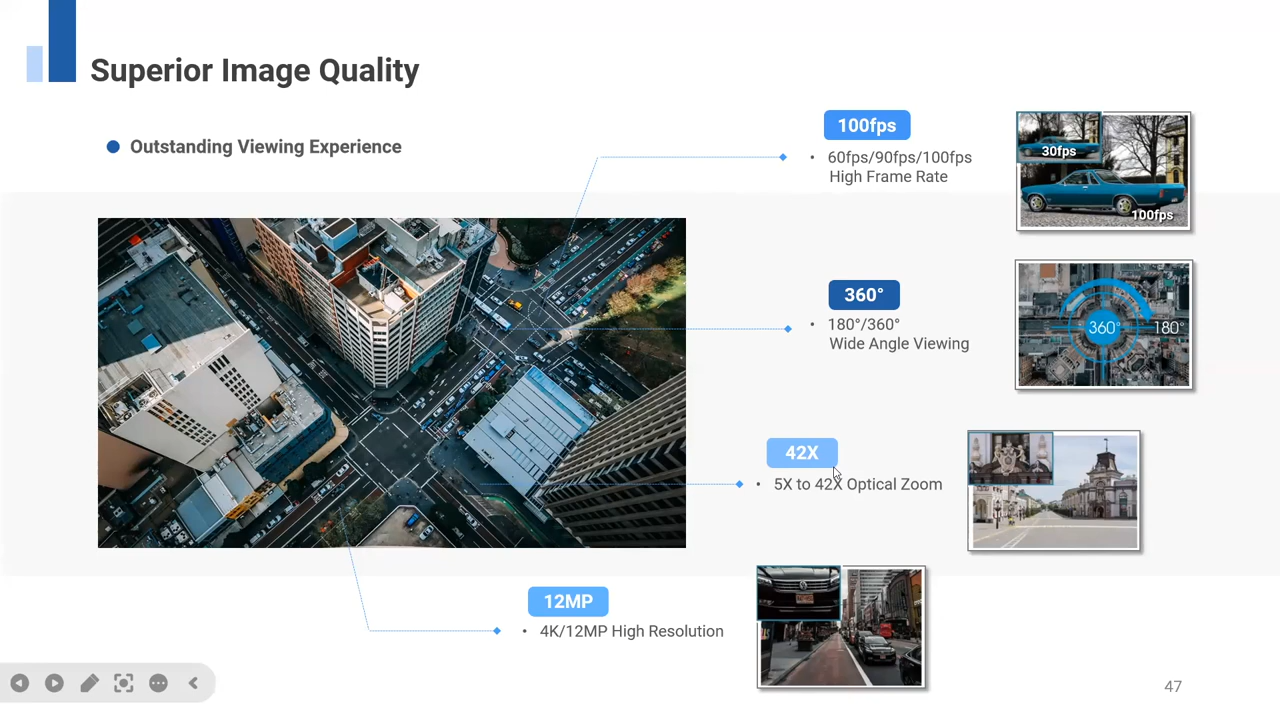 Superior Image Quality
Outstanding Viewing Experience
100fps
• 60fps/90fps/100fps
High Frame Rate
30fps
100fps
360°
• 180°/360°
Wide Angle Viewing
360°
180°
42X
• 5X to 42X Optical Zoom
12MP
• 4K/12MP High Resolution
47